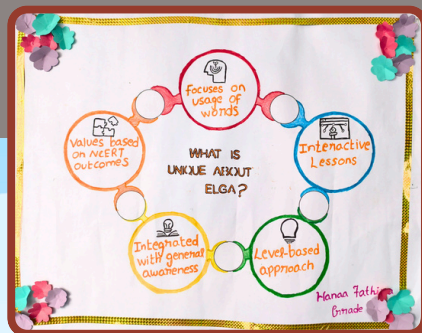 focuses on
usage of
words
Values based
on NCERT
outcomes
Interactive
Lessons
WHAT IS
UNIQUE ABOUT
ELGA?
Integrated
with general
awareness
Level-based
approach
Hanaa Fathi
Grade